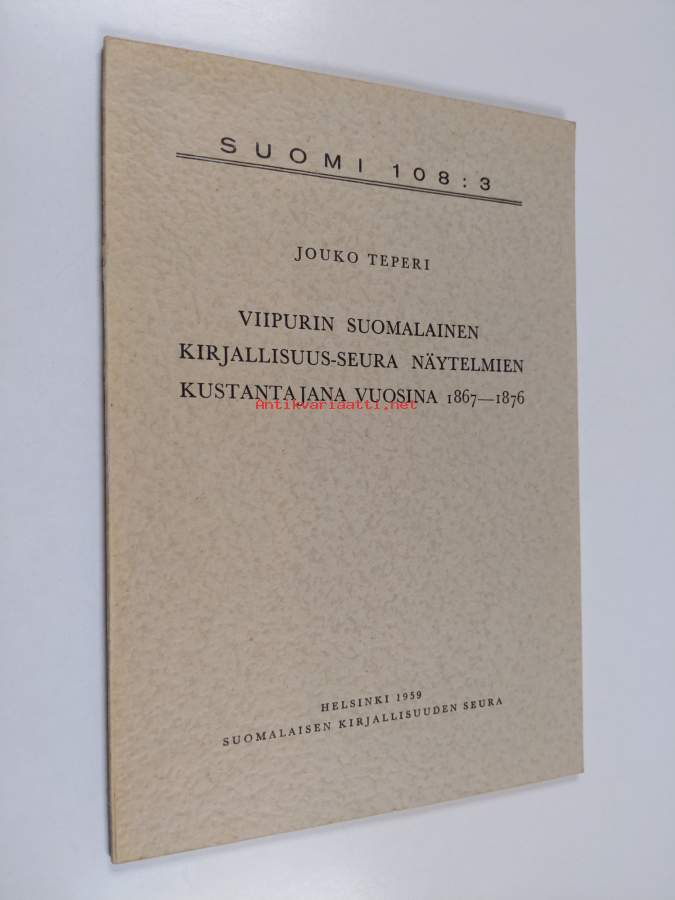 SUOMI 108:3
JOUKO TEPERI
VIIPURIN SUOMALAINEN
KIRJALLISUUS-SEURA NÄYTELMIEN
KUSTANTAJANA VUOSINA 1867—1876
Antikvariaatti.net
HELSINKI 1959
SUOMALAISEN KIRJALLISUUDEN SEURA